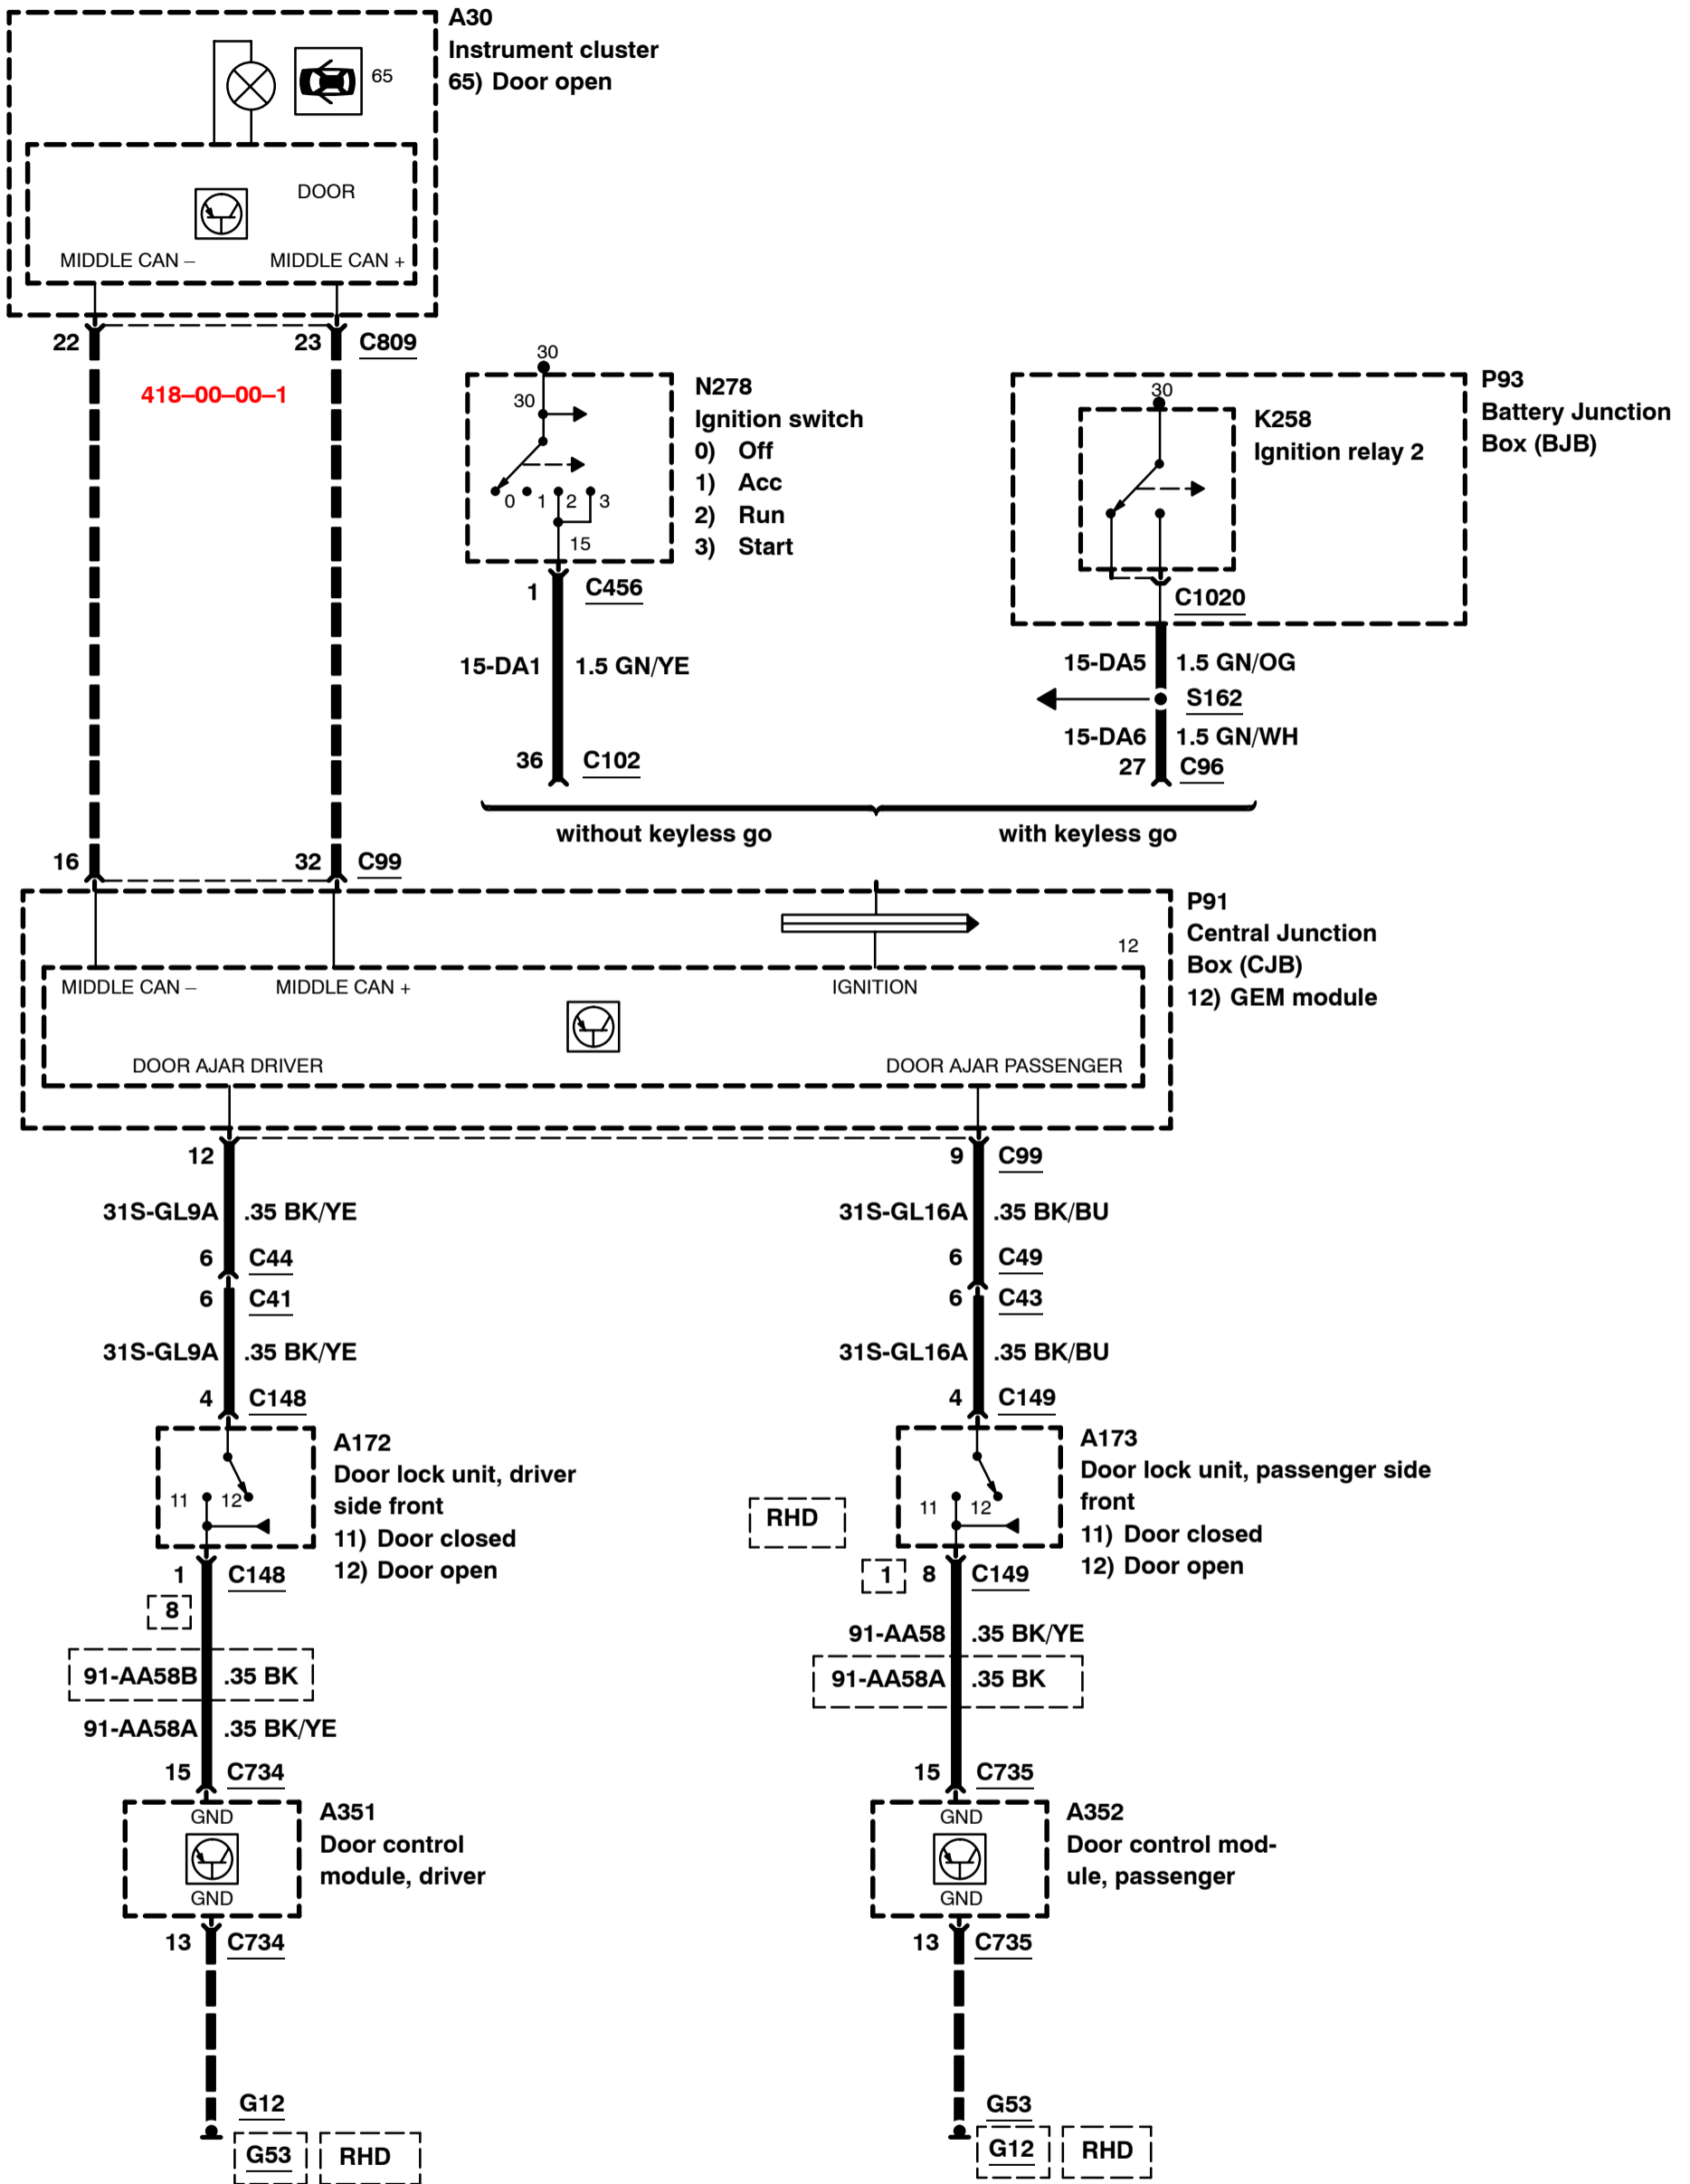 A30
Instrument cluster
65) Door open
65
DOOR
MIDDLE CAN –
MIDDLE CAN +
22
23
C809
418–00–00–1
30
30
0
1
2
3
15
N278
Ignition switch
0) Off
1) Acc
2) Run
3) Start
30
K258
Ignition relay 2
P93
Battery Junction
Box (BJB)
1
C456
C1020
15-DA1
1.5 GN/YE
15-DA5
1.5 GN/OG
S162
15-DA6
1.5 GN/WH
36
C102
27
C96
without keyless go
with keyless go
16
32
C99
P91
Central Junction
Box (CJB)
12) GEM module
12
MIDDLE CAN –
MIDDLE CAN +
IGNITION
DOOR AJAR DRIVER
DOOR AJAR PASSENGER
12
9
C99
31S-GL9A
.35 BK/YE
31S-GL16A
.35 BK/BU
6
C44
6
C49
6
C41
6
C43
31S-GL9A
.35 BK/YE
31S-GL16A
.35 BK/BU
4
C148
4
C149
11
12
A172
Door lock unit, driver
side front
11) Door closed
12) Door open
RHD
11
12
A173
Door lock unit, passenger side
front
11) Door closed
12) Door open
1
C148
8
1
8
C149
91-AA58B
.35 BK
91-AA58A
.35 BK/YE
91-AA58
.35 BK/YE
91-AA58A
.35 BK
15
C734
15
C735
GND
GND
A351
Door control
module, driver
GND
GND
A352
Door control mod-
ule, passenger
13
C734
13
C735
G12
G53
RHD
G53
G12
RHD